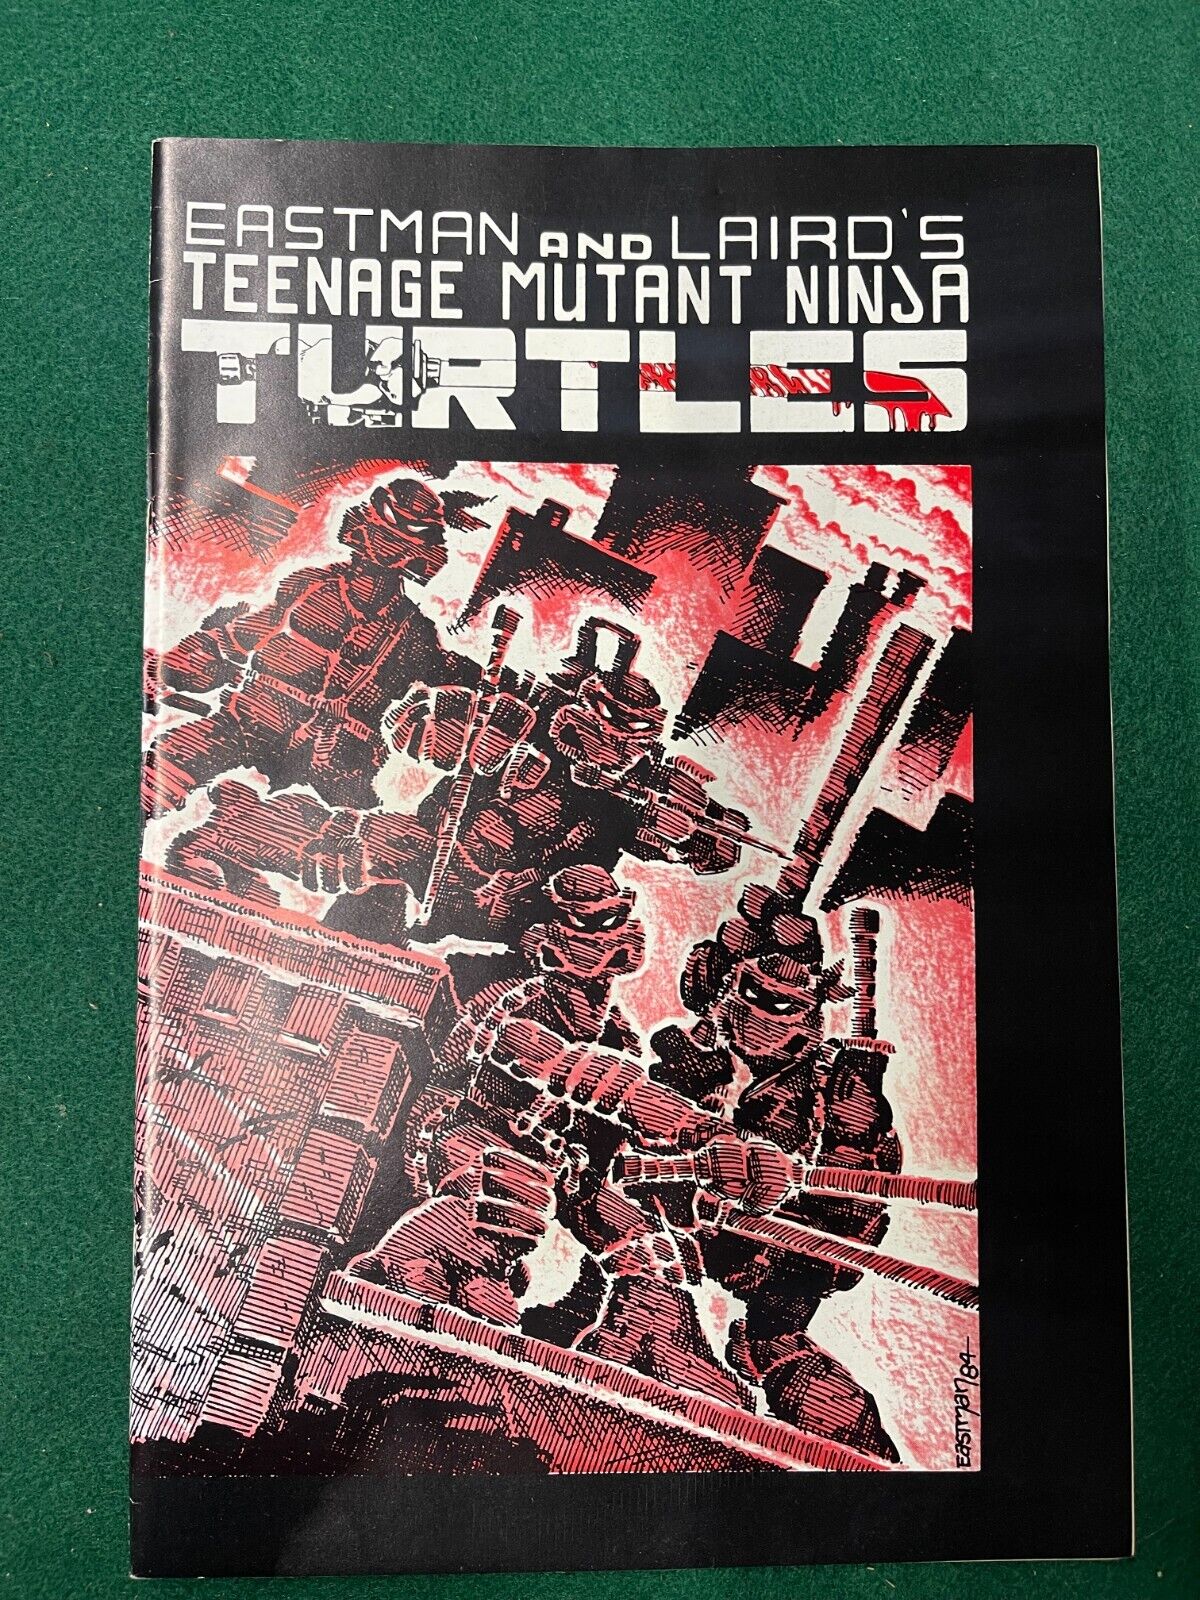 EASTMAN AND LAIRD'S
TEENAGE MUTANT NINJA
TURTLES
EASTMAN 84